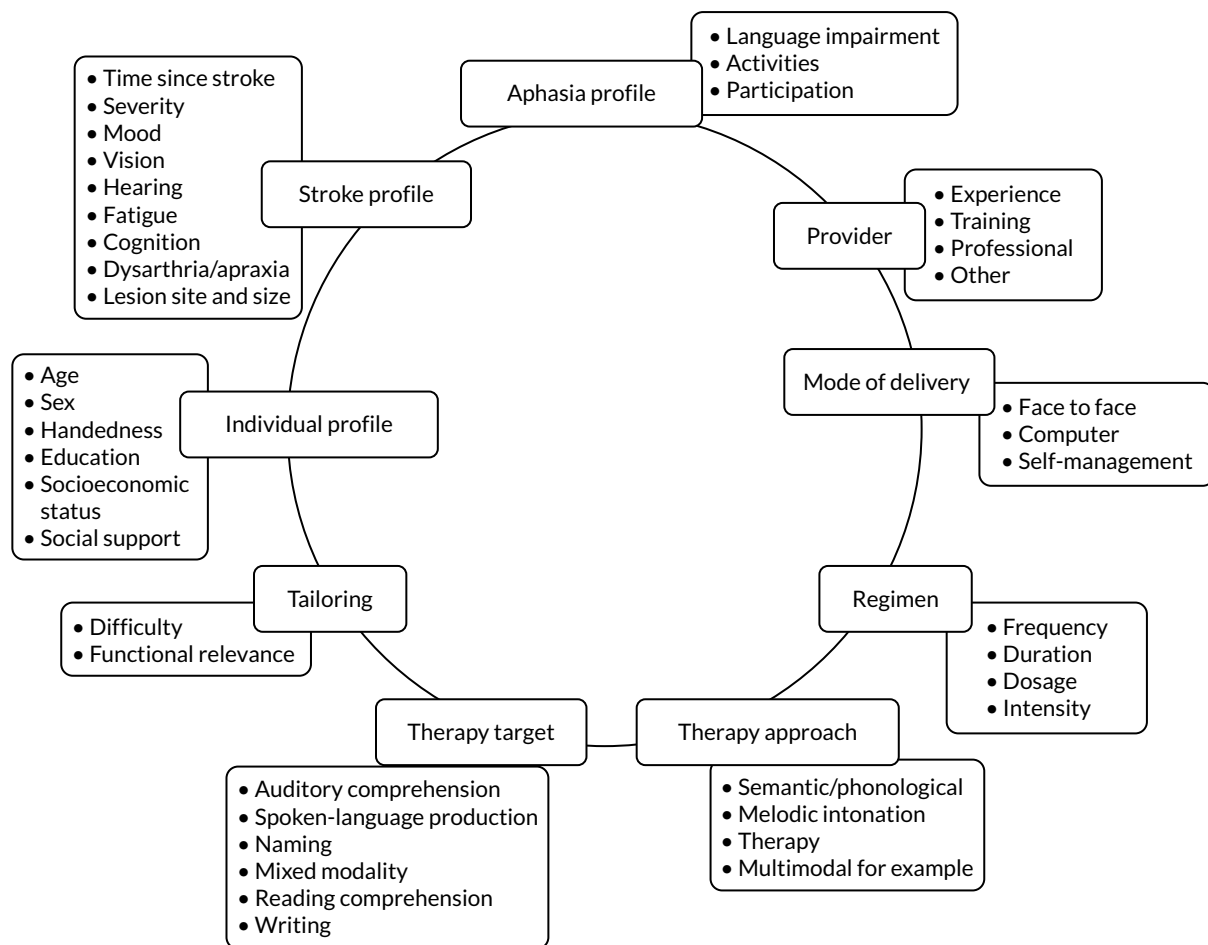 Aphasia profile
• Language impairment
• Activities
• Participation
Provider
• Experience
• Training
• Professional
• Other
Mode of delivery
• Face to face
• Computer
• Self-management
Regimen
• Frequency
• Duration
• Dosage
• Intensity
Therapy approach
• Semantic/phonological
• Melodic intonation
• Therapy
• Multimodal for example
Therapy target
• Auditory comprehension
• Spoken-language production
• Naming
• Mixed modality
• Reading comprehension
• Writing
Tailoring
• Difficulty
• Functional relevance
Individual profile
• Age
• Sex
• Handedness
• Education
• Socioeconomic
status
• Social support
Stroke profile
• Time since stroke
• Severity
• Mood
• Vision
• Hearing
• Fatigue
• Cognition
• Dysarthria/apraxia
• Lesion site and size